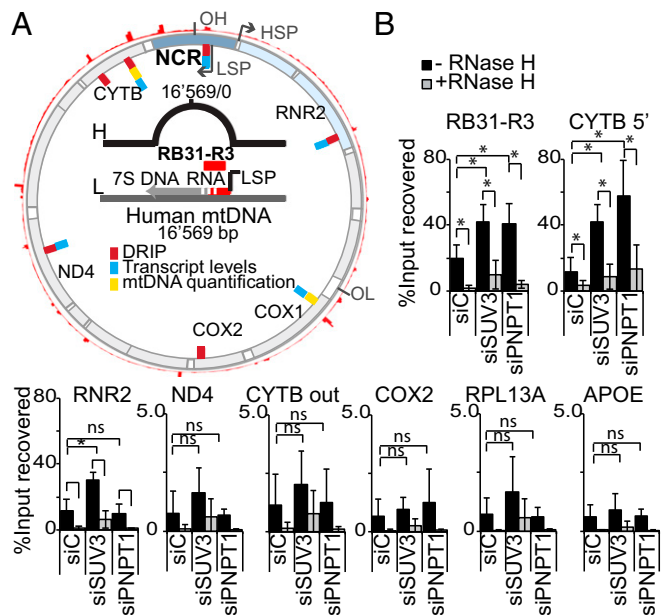 A
OH
HSP
NCR
LSP
CYTB
16'569/0
RNR2
H
RB31-R3
7S DNA RNA LSP
L
Human mtDNA
16'569 bp
DRIP
Transcript levels
mtDNA quantification
ND4
OL
COX1
COX2
B
- RNase H
+RNase H
RB31-R3
CYTB 5'
%Input recovered
80
40
0
* * * * *
* * * * *
siC
siSUV3
siPNPT1
siC
siSUV3
siPNPT1
RNR2
ND4
CYTB out
COX2
RPL13A
APOE
%Input recovered
80
40
0
ns
*
5.0
0
ns
ns
5.0
0
ns
ns
5.0
0
ns
ns
5.0
0
ns
ns
5.0
0
ns
ns
siC
siSUV3
siPNPT1
siC
siSUV3
siPNPT1
siC
siSUV3
siPNPT1
siC
siSUV3
siPNPT1
siC
siSUV3
siPNPT1
siC
siSUV3
siPNPT1